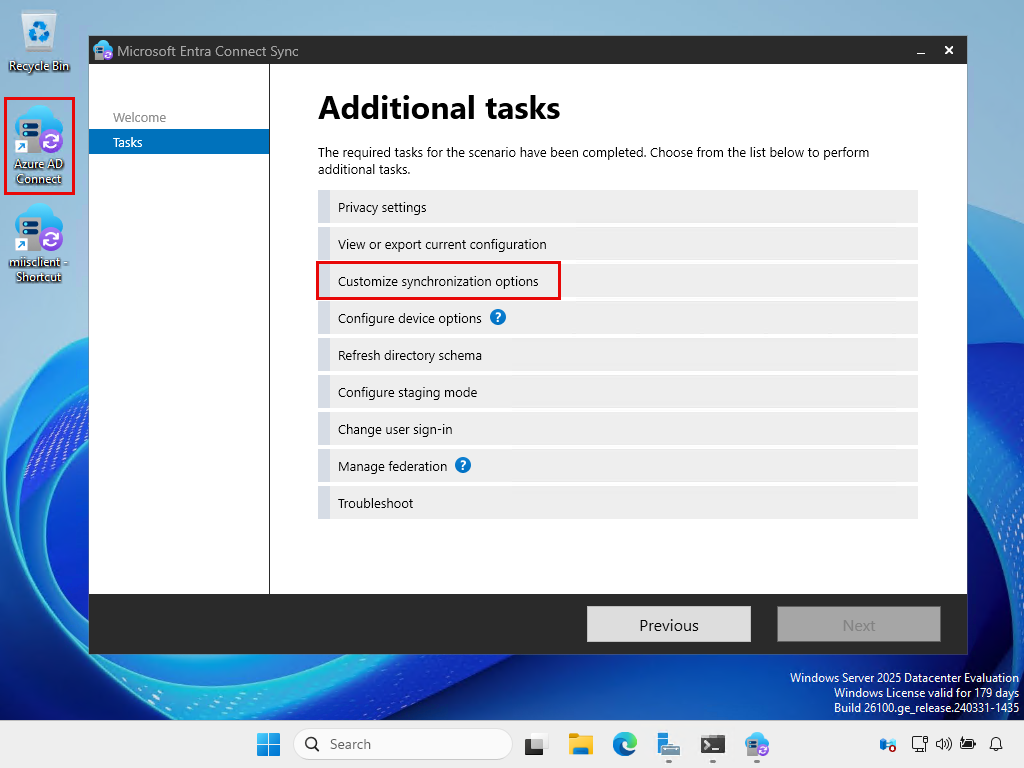 Recycle Bin
Azure AD
Connect
miisclient -
Shortcut
Microsoft Entra Connect Sync
Welcome
Tasks
Additional tasks
The required tasks for the scenario have been completed. Choose from the list below to perform
additional tasks.
Privacy settings
View or export current configuration
Customize synchronization options
Configure device options ?
Refresh directory schema
Configure staging mode
Change user sign-in
Manage federation ?
Troubleshoot
Previous
Next
Windows Server 2025 Datacenter Evaluation
Windows License valid for 179 days
Build 26100.ge_release.240331-1435
Search